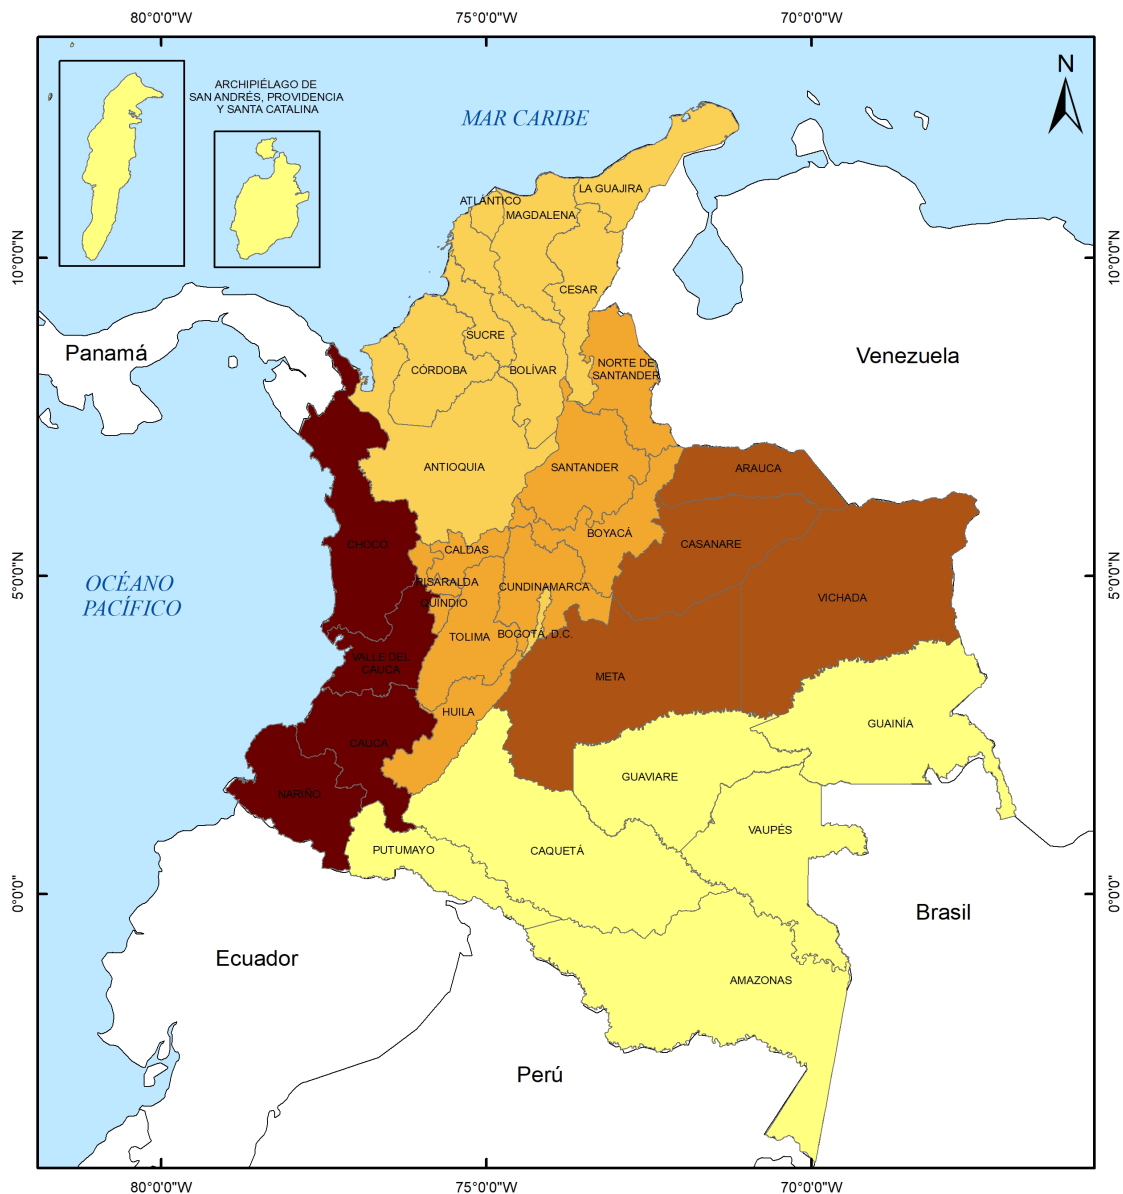 80°0'0"W
75°0'0"W
70°0'0"W
N
ARCHIPIÉLAGO DE
SAN ANDRÉS, PROVIDENCIA
Y SANTA CATALINA
MAR CARIBE
LA GUAJIRA
ATLÁNTICO
MAGDALENA
10°0'0"N
10°0'0"N
CESAR
SUCRE
Panamá
Venezuela
CÓRDOBA
BOLÍVAR
NORTE DE
SANTANDER
ANTIOQUIA
SANTANDER
ARAUCA
BOYACÁ
CHOCÓ
CALDAS
CASANARE
5°0'0"N
5°0'0"N
OCÉANO
PACÍFICO
RISARALDA
CUNDINAMARCA
QUINDÍO
VICHADA
TOLIMA
BOGOTÁ, D.C.
VALLE DEL
CAUCA
META
HUILA
GUAINÍA
CAUCA
GUAVIARE
NARIÑO
VAUPÉS
PUTUMAYO
CAQUETÁ
0°0'0"
0°0'0"
Brasil
Ecuador
AMAZONAS
Perú
80°0'0"W
75°0'0"W
70°0'0"W